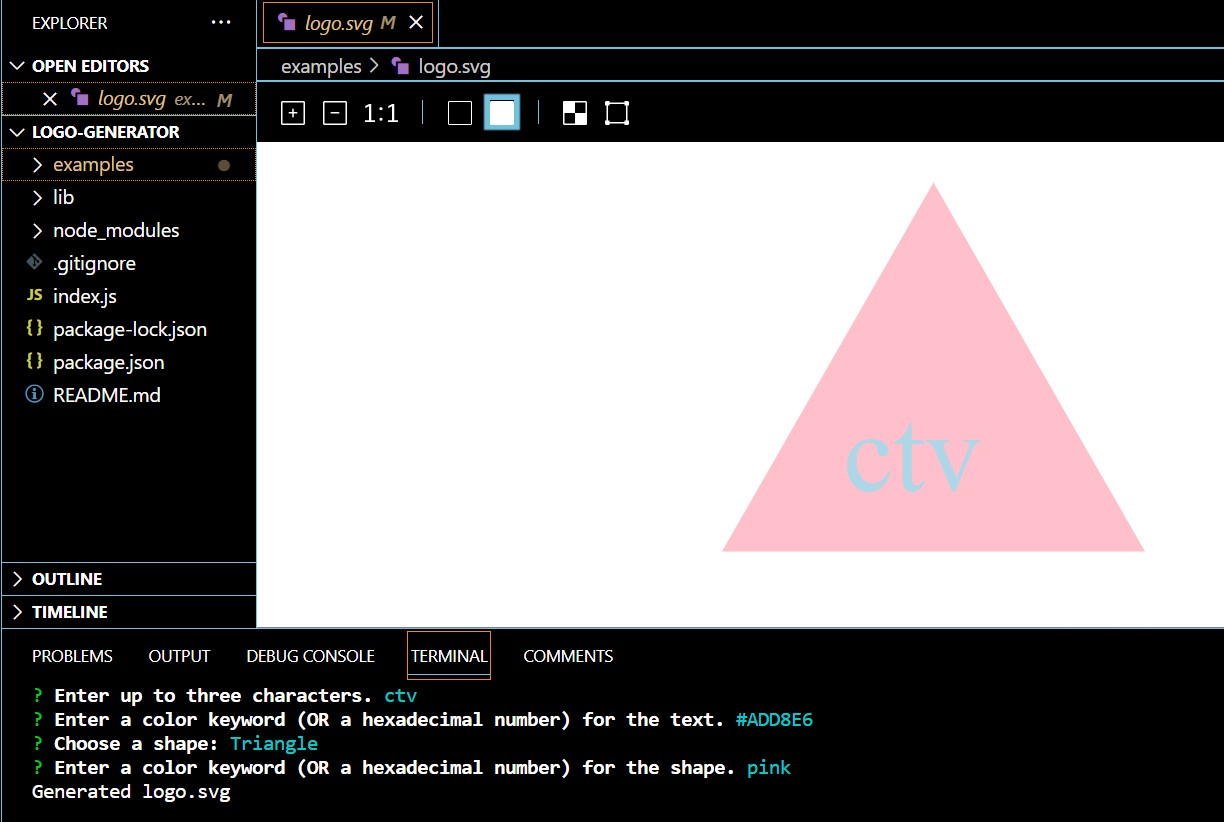 EXPLORER ···
OPEN EDITORS
logo.svg ex... M
LOGO-GENERATOR
examples
lib
node_modules
.gitignore
JS index.js
{ } package-lock.json
{ } package.json
README.md
OUTLINE
TIMELINE
logo.svg M
examples > logo.svg
1:1
ctv
PROBLEMS OUTPUT DEBUG CONSOLE TERMINAL COMMENTS
? Enter up to three characters. ctv
? Enter a color keyword (OR a hexadecimal number) for the text. #ADD8E6
? Choose a shape: Triangle
? Enter a color keyword (OR a hexadecimal number) for the shape. pink
Generated logo.svg